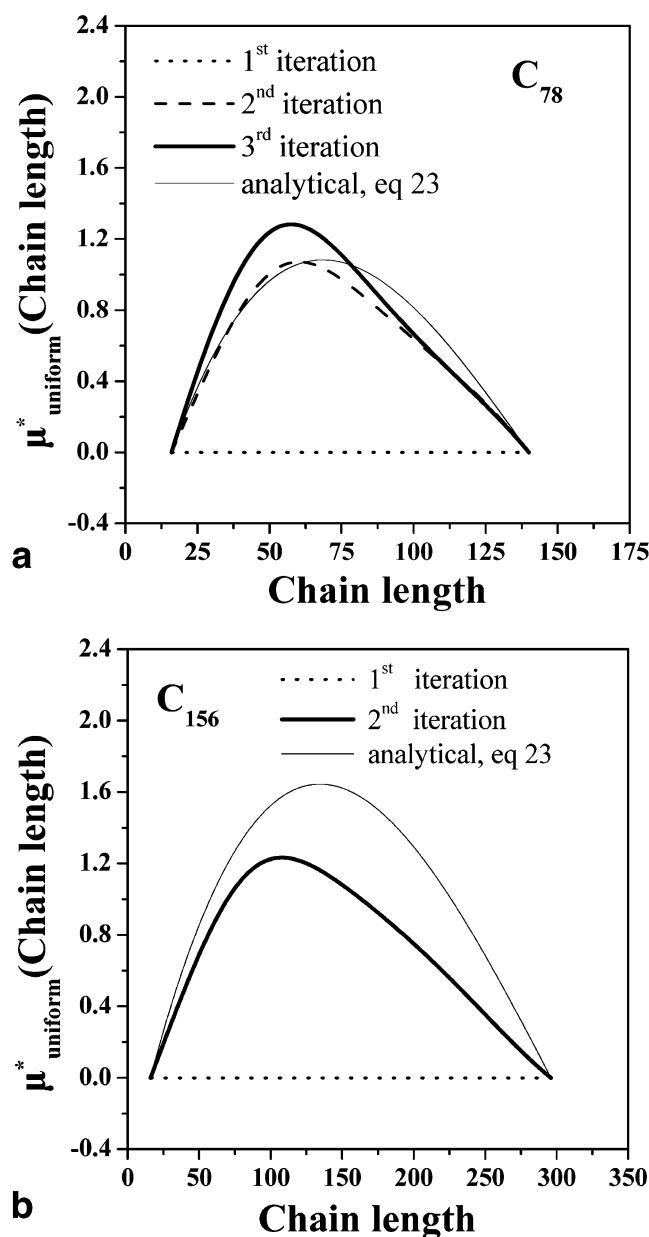 2.4
2.0
1.6
1.2
0.8
0.4
0.0
-0.4
μ*uniform(Chain length)
1st iteration
2nd iteration
3rd iteration
analytical, eq 23
C78
0 25 50 75 100 125 150 175
Chain length
a
2.4
2.0
1.6
1.2
0.8
0.4
0.0
-0.4
μ*uniform(Chain length)
C156
1st iteration
2nd iteration
analytical, eq 23
0 50 100 150 200 250 300 350
Chain length
b